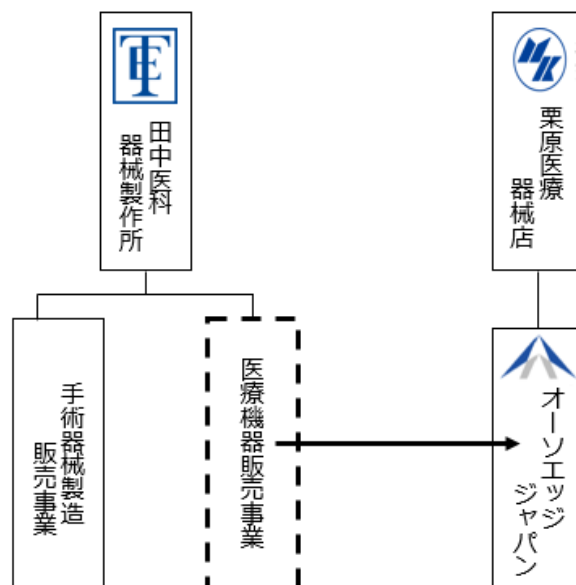 TE
田中医科
器械製作所
MK
栗原医療
器械店
手術器械製造
販売事業
医療機器販売事業
オーソエッジ
ジャパン